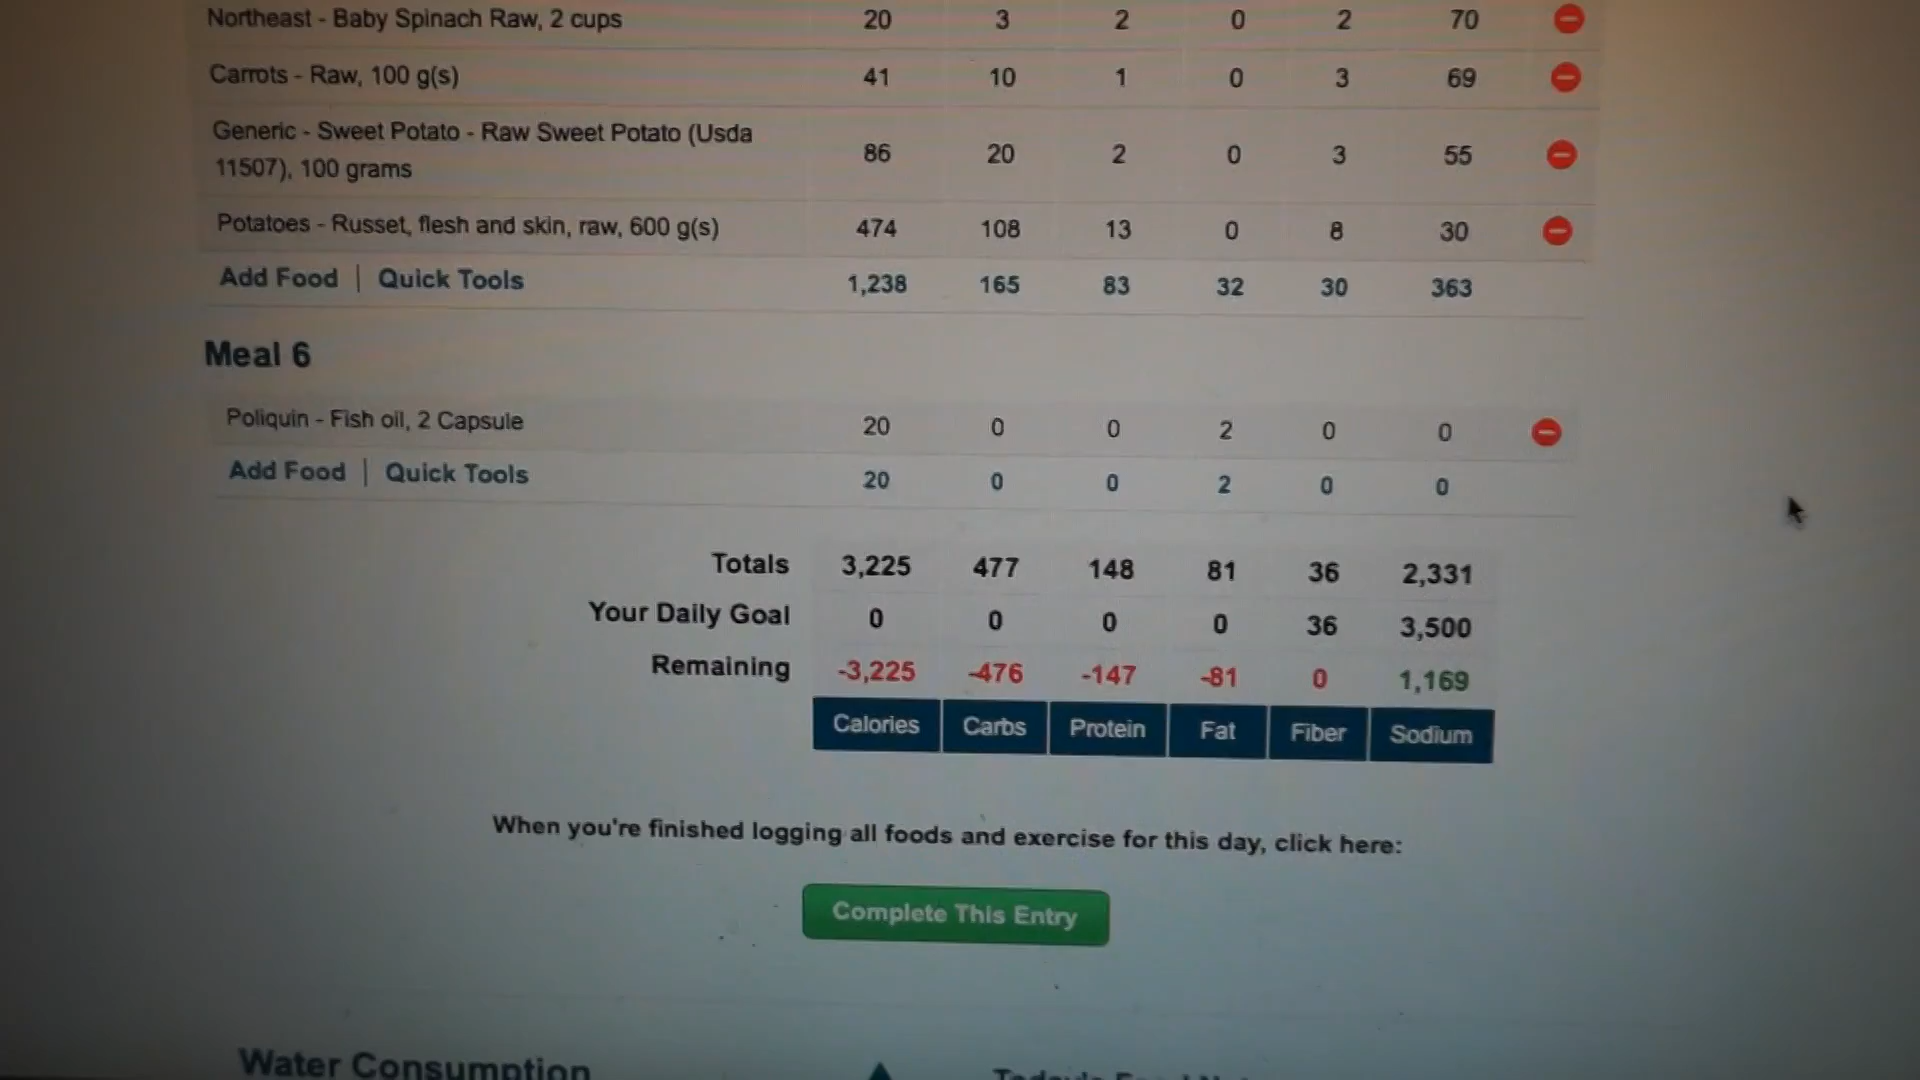 Northeast - Baby Spinach Raw, 2 cups 20 3 2 0 2 70
Carrots - Raw, 100 g(s) 41 10 1 0 3 69
Generic - Sweet Potato - Raw Sweet Potato (Usda
11507), 100 grams 86 20 2 0 3 55
Potatoes - Russet, flesh and skin, raw, 600 g(s) 474 108 13 0 8 30
Add Food | Quick Tools 1,238 165 83 32 30 363
Meal 6
Poliquin - Fish oil, 2 Capsule 20 0 0 2 0 0
Add Food | Quick Tools 20 0 0 2 0 0
Totals 3,225 477 148 81 36 2,331
Your Daily Goal 0 0 0 0 36 3,500
Remaining -3,225 -476 -147 -81 0 1,169
Calories Carbs Protein Fat Fiber Sodium
When you're finished logging all foods and exercise for this day, click here:
Complete This Entry
Water Consumption